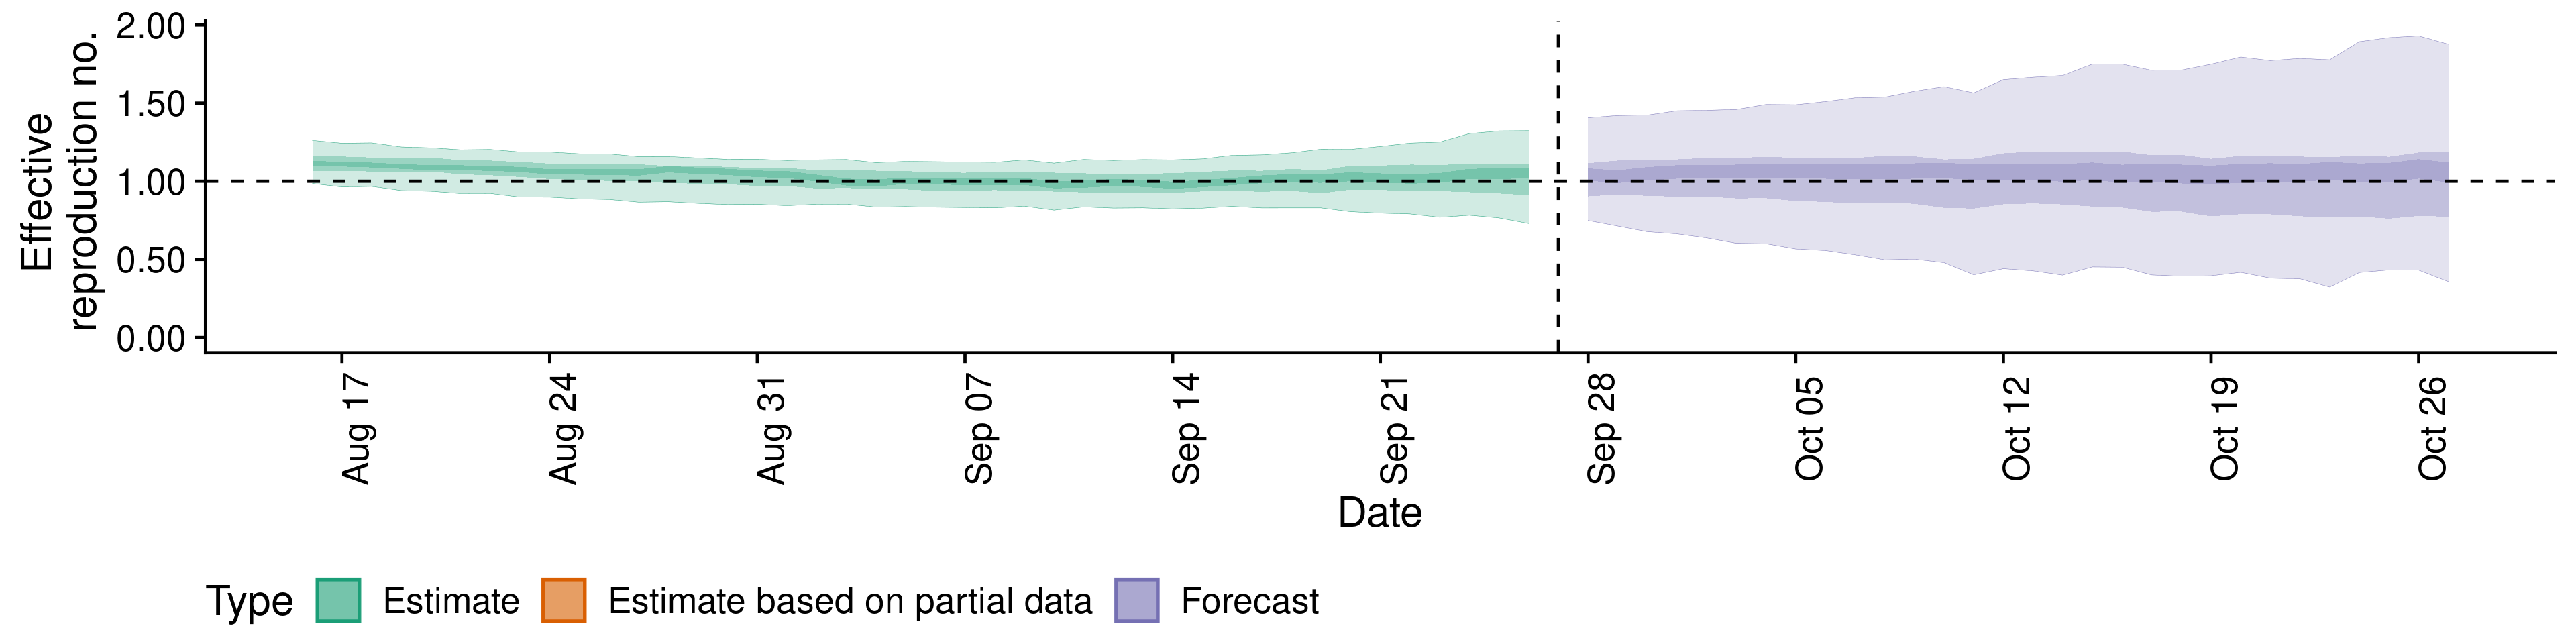 Effective
reproduction no.
2.00
1.50
1.00
0.50
0.00
Aug 17
Aug 24
Aug 31
Sep 07
Sep 14
Sep 21
Sep 28
Oct 05
Oct 12
Oct 19
Oct 26
Date
Type Estimate Estimate based on partial data Forecast